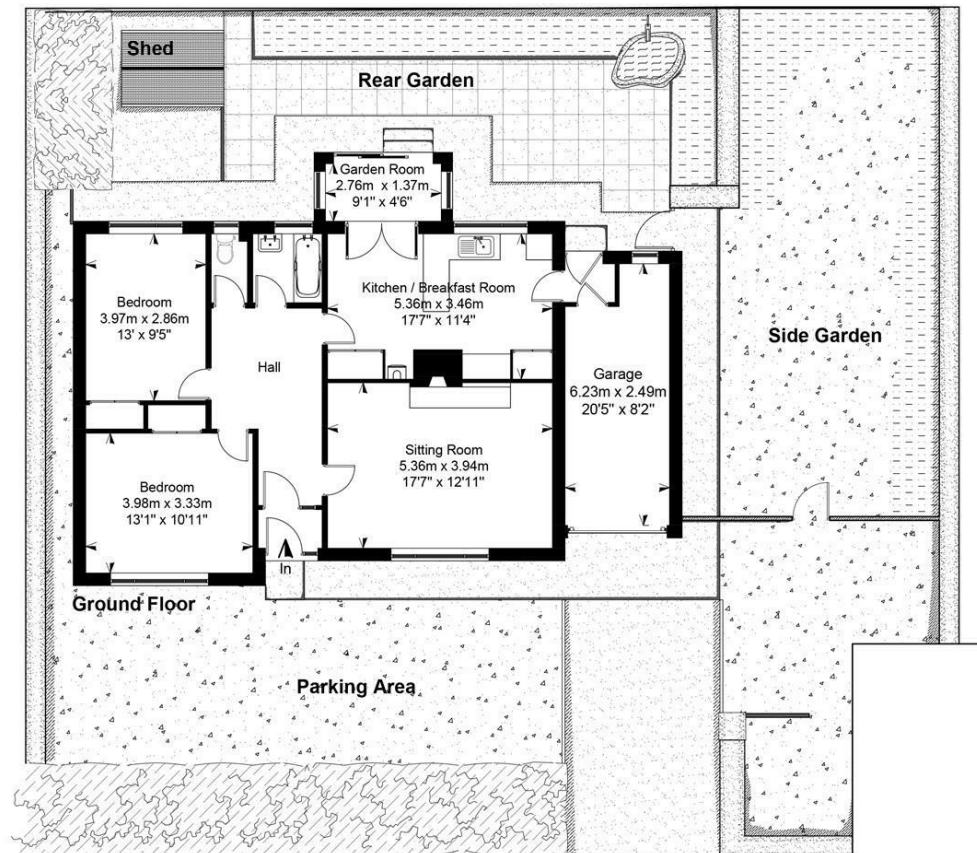 Shed
Rear Garden
Garden Room
2.76m x 1.37m
9'1" x 4'6"
Bedroom
3.97m x 2.86m
13' x 9'5"
Kitchen / Breakfast Room
5.36m x 3.46m
17'7" x 11'4"
Side Garden
Hall
Garage
6.23m x 2.49m
20'5" x 8'2"
Sitting Room
5.36m x 3.94m
17'7" x 12'11"
Bedroom
3.98m x 3.33m
13'1" x 10'11"
In
Ground Floor
Parking Area